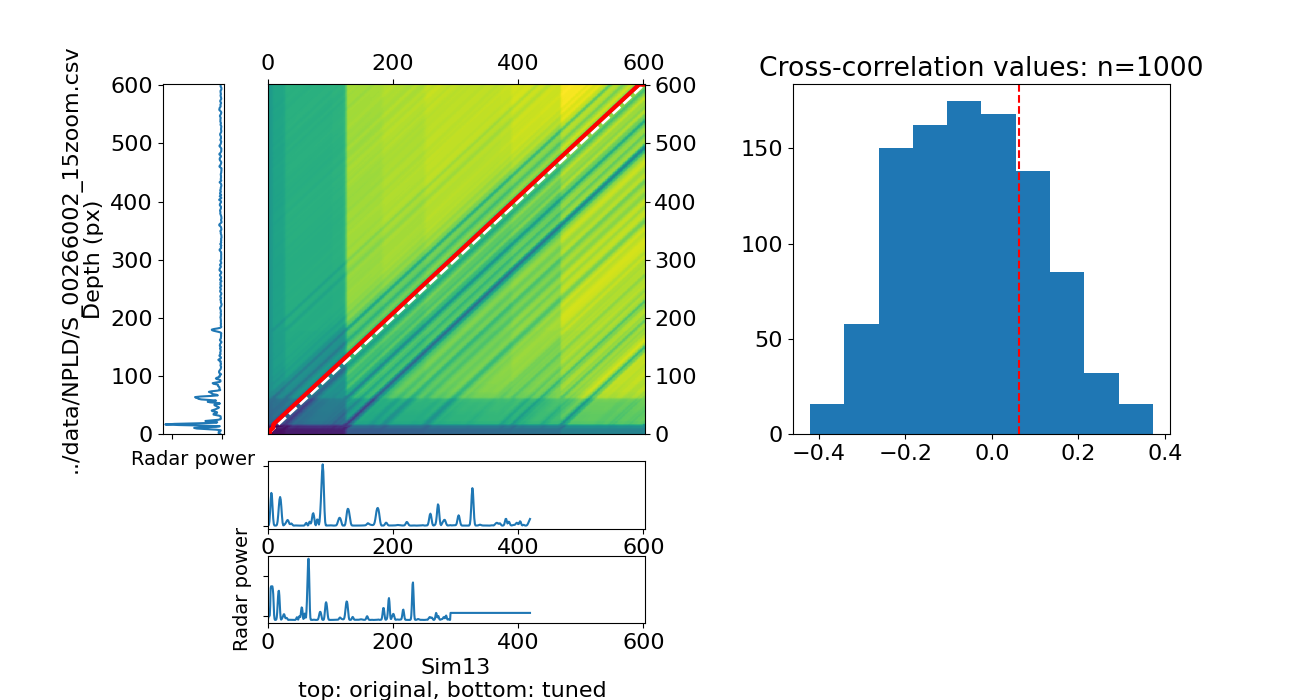 ../data/NPLD/S_00266002_15zoom.csv
Depth (px)
600
500
400
300
200
100
0
Radar power
0 200 400 600
600
500
400
300
200
100
0
Cross-correlation values: n=1000
150
100
50
0
−0.4 −0.2 0.0 0.2 0.4
0 200 400 600
Radar power
0 200 400 600
Sim13
top: original, bottom: tuned